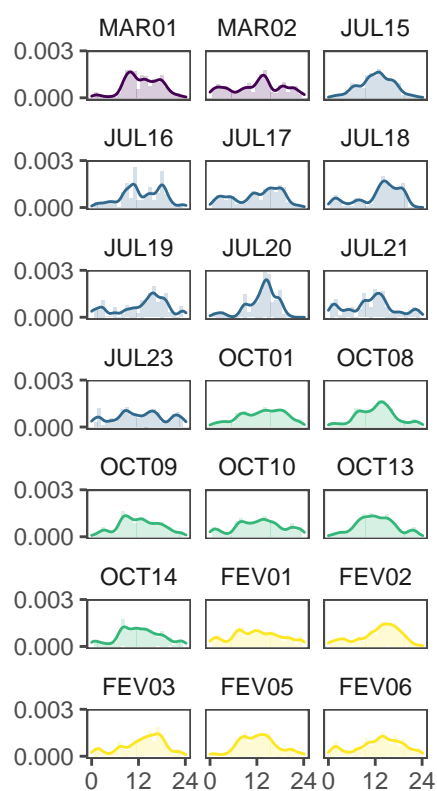 MAR01 MAR02 JUL15
0.003
0.000
JUL16 JUL17 JUL18
0.003
0.000
JUL19 JUL20 JUL21
0.003
0.000
JUL23 OCT01 OCT08
0.003
0.000
OCT09 OCT10 OCT13
0.003
0.000
OCT14 FEV01 FEV02
0.003
0.000
FEV03 FEV05 FEV06
0.003
0.000
0 12 24 0 12 24 0 12 24